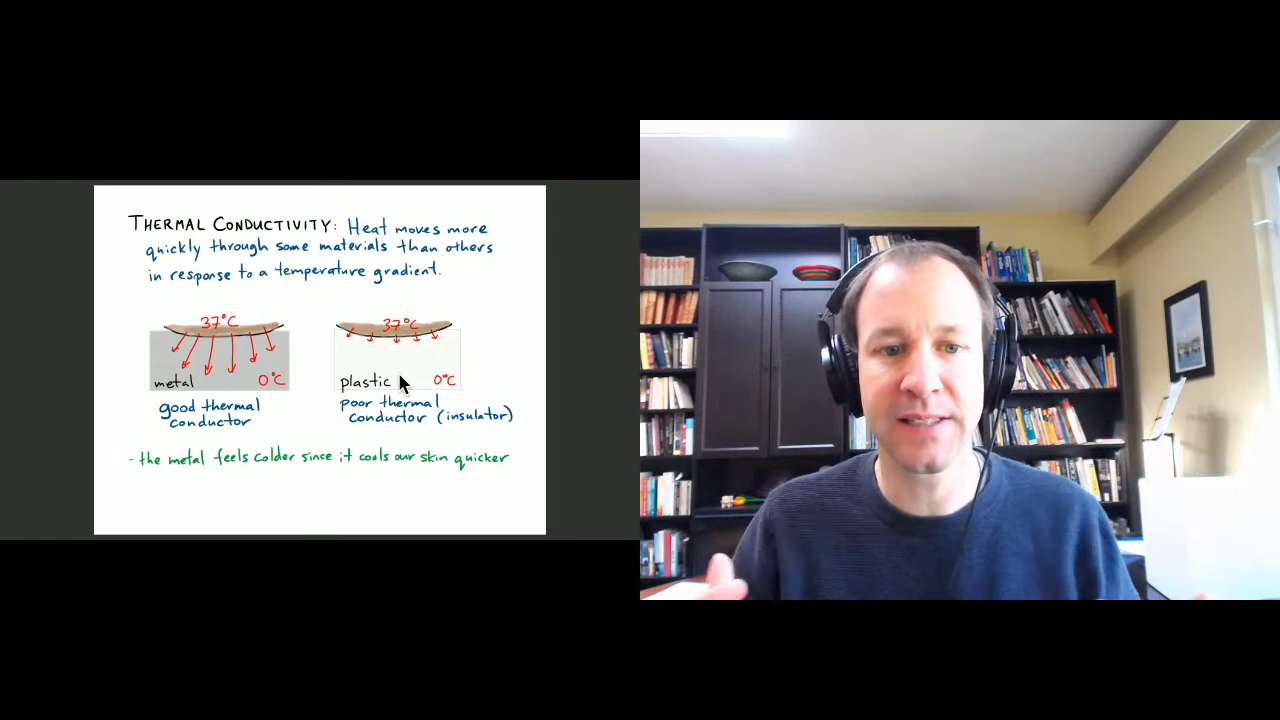 THERMAL CONDUCTIVITY: Heat moves more
quickly through some materials than others
in response to a temperature gradient.
37°C
37°C
metal
0°C
plastic
0°C
good thermal
conductor
poor thermal
conductor (insulator)
- the metal feels colder since it cools our skin quicker